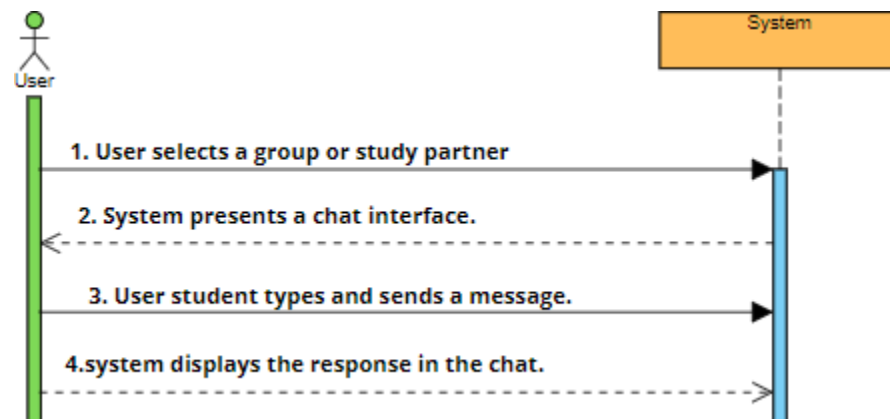 System
User
1. User selects a group or study partner
2. System presents a chat interface.
3. User student types and sends a message.
4.system displays the response in the chat.